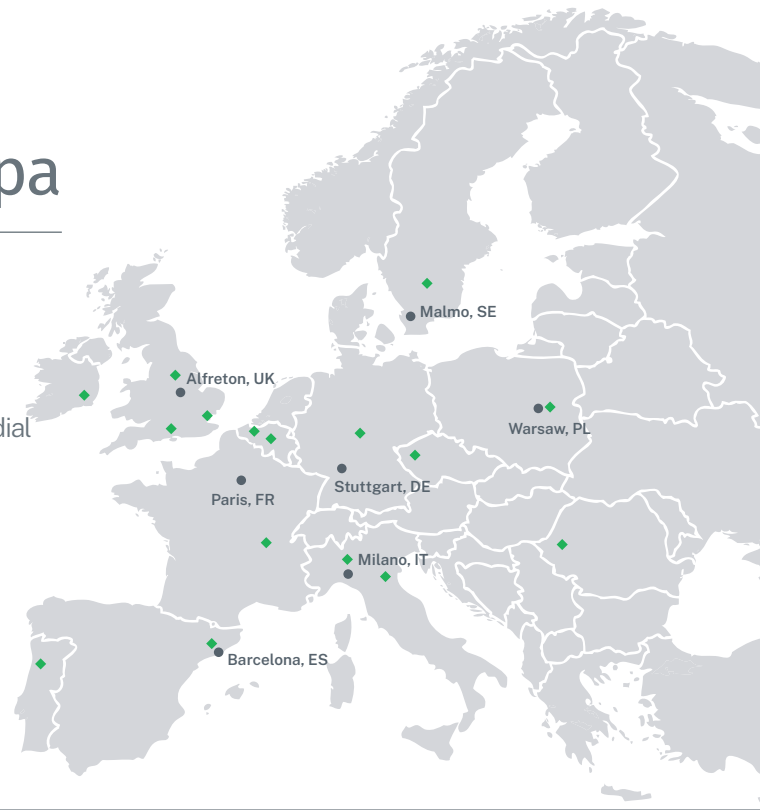 pa
Malmo, SE
Alfreton, UK
dial
Warsaw, PL
Stuttgart, DE
Paris, FR
Milano, IT
Barcelona, ES